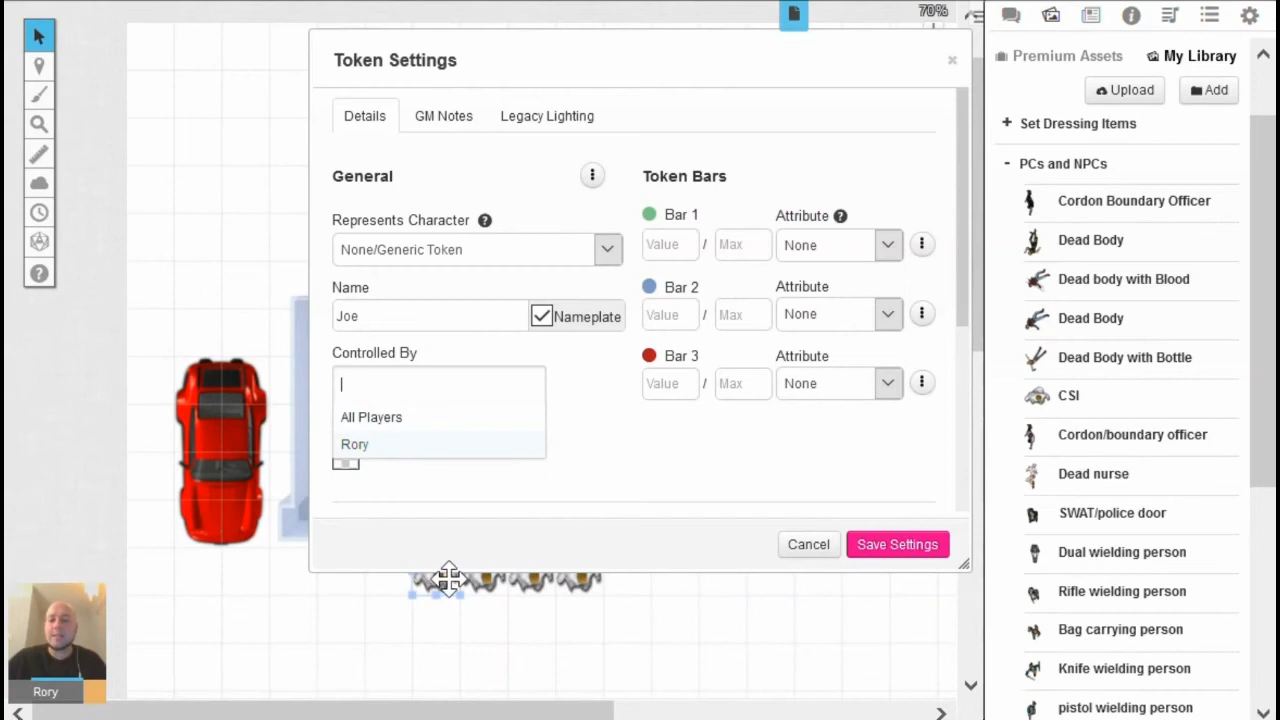 70%
Token Settings
×
Details
GM Notes
Legacy Lighting
General
Represents Character ?
None/Generic Token
Name
Joe
Nameplate
Controlled By
All Players
Rory
Token Bars
Bar 1
Attribute ?
Value / Max
None
Bar 2
Attribute
Value / Max
None
Bar 3
Attribute
Value / Max
None
Cancel
Save Settings
Premium Assets
My Library
Upload
Add
+ Set Dressing Items
- PCs and NPCs
Cordon Boundary Officer
Dead Body
Dead body with Blood
Dead Body
Dead Body with Bottle
CSI
Cordon/boundary officer
Dead nurse
SWAT/police door
Dual wielding person
Rifle wielding person
Bag carrying person
Knife wielding person
pistol wielding person
Rory